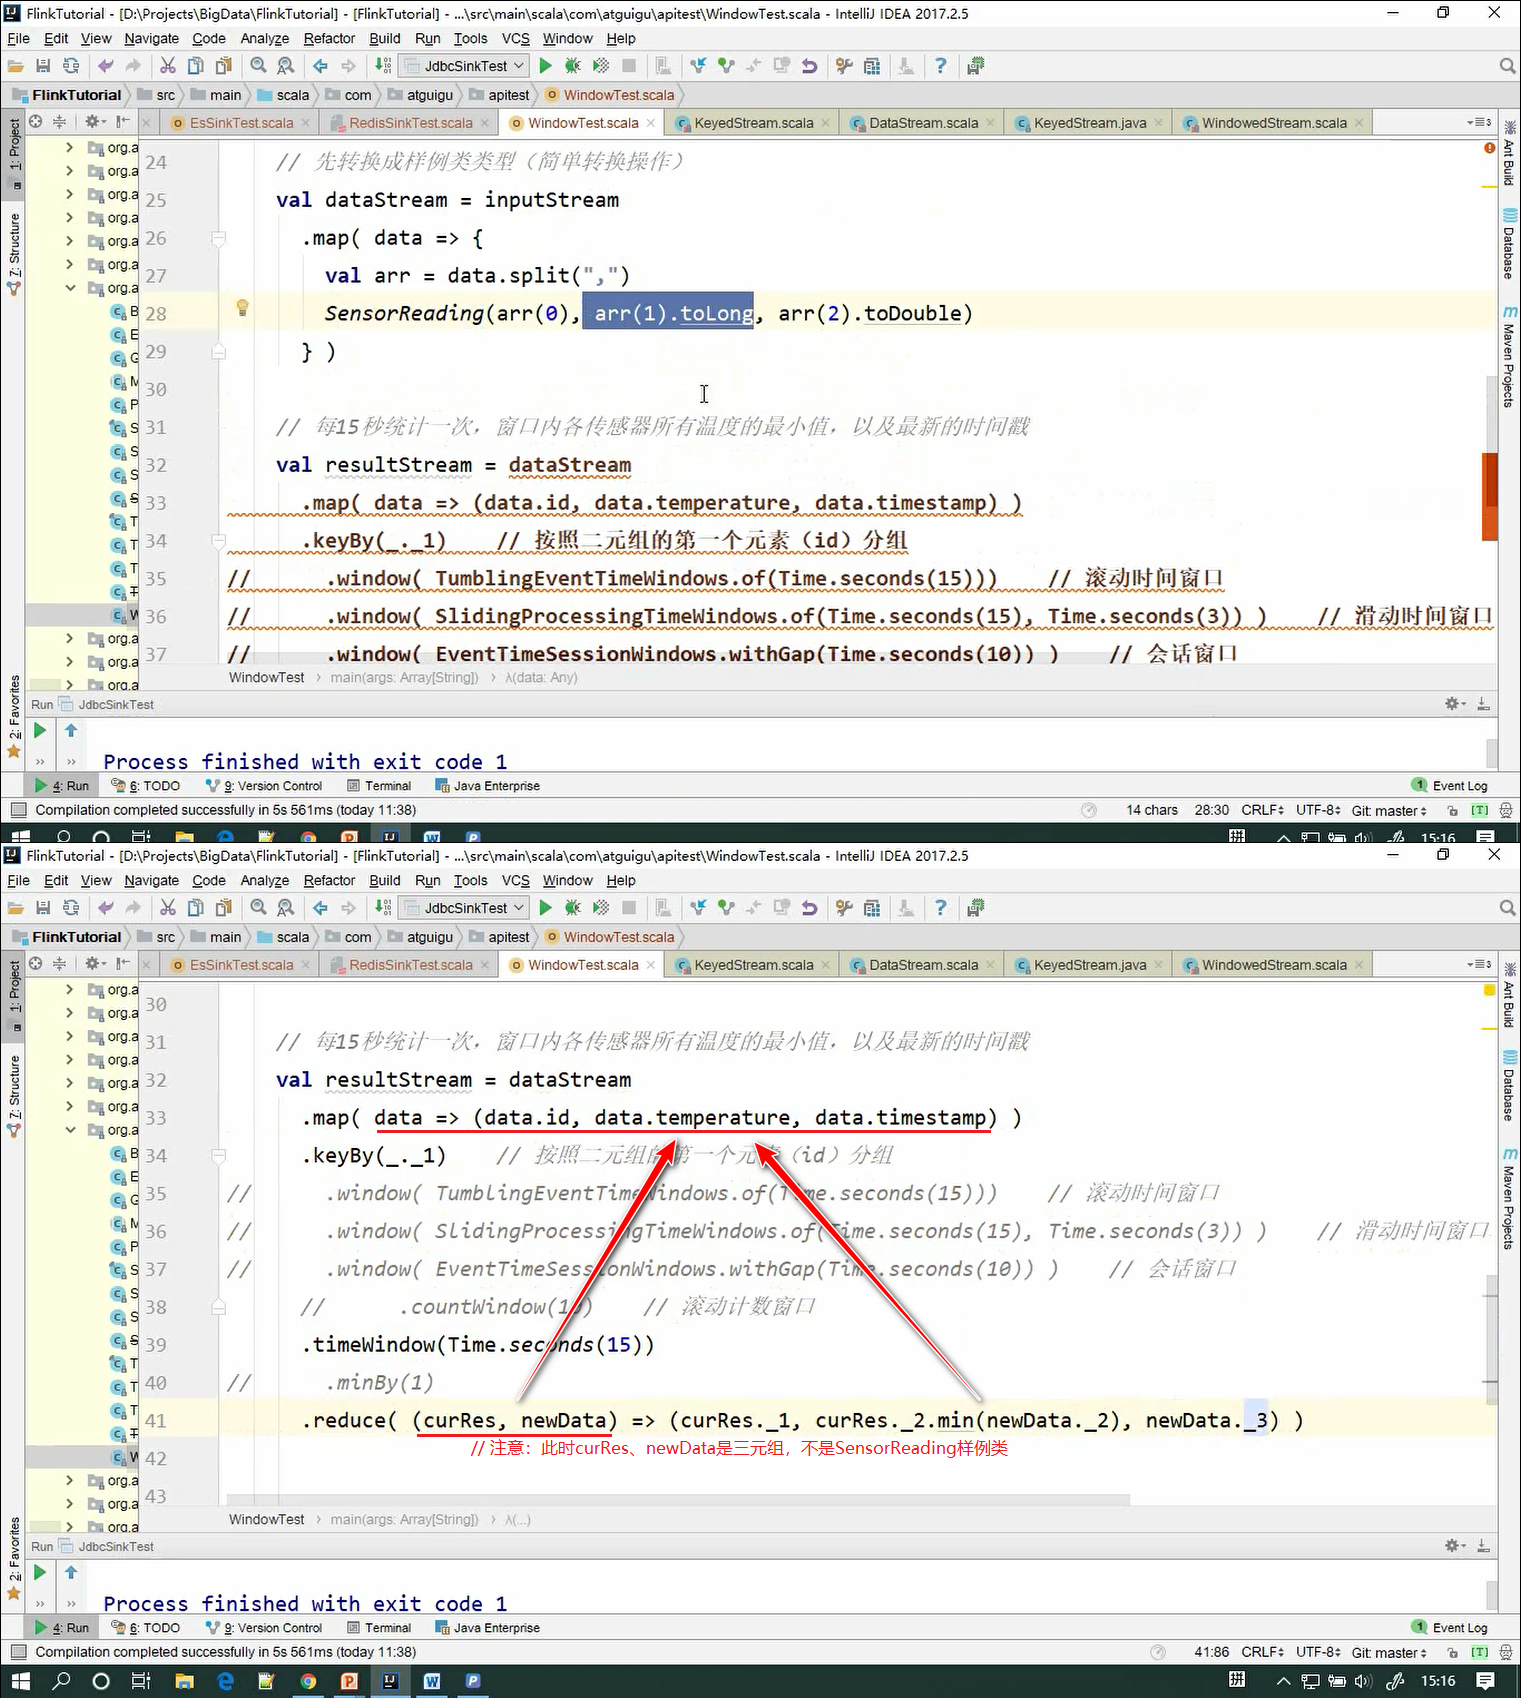 FlinkTutorial - [D:\Projects\BigData\FlinkTutorial] - [FlinkTutorial] - ...\src\main\scala\com\atguigu\apitest\WindowTest.scala - IntelliJ IDEA 2017.2.5
File Edit View Navigate Code Analyze Refactor Build Run Tools VCS Window Help
JdbcSinkTest
FlinkTutorial src main scala com atguigu apitest WindowTest.scala
EsSinkTest.scala RedisSinkTest.scala WindowTest.scala KeyedStream.scala DataStream.scala KeyedStream.java WindowedStream.scala
1: Project
7: Structure
2: Favorites
Ant Build
Database
Maven Projects
24 // 先转换成样例类类型（简单转换操作）
25 val dataStream = inputStream
26 .map( data => {
27 val arr = data.split(",")
28 SensorReading(arr(0), arr(1).toLong, arr(2).toDouble)
29 } )
30
31 // 每15秒统计一次，窗口内各传感器所有温度的最小值，以及最新的时间戳
32 val resultStream = dataStream
33 .map( data => (data.id, data.temperature, data.timestamp) )
34 .keyBy(_._1) // 按照二元组的第一个元素（id）分组
35 // .window( TumblingEventTimeWindows.of(Time.seconds(15))) // 滚动时间窗口
36 // .window( SlidingProcessingTimeWindows.of(Time.seconds(15), Time.seconds(3)) ) // 滑动时间窗口
37 // .window( EventTimeSessionWindows.withGap(Time.seconds(10)) ) // 会话窗口
WindowTest main(args: Array[String]) λ(data: Any)
Run JdbcSinkTest
Process finished with exit code 1
4: Run 6: TODO 9: Version Control Terminal Java Enterprise 1 Event Log
Compilation completed successfully in 5s 561ms (today 11:38) 14 chars 28:30 CRLF UTF-8 Git: master [T]
拼 15:16
FlinkTutorial - [D:\Projects\BigData\FlinkTutorial] - [FlinkTutorial] - ...\src\main\scala\com\atguigu\apitest\WindowTest.scala - IntelliJ IDEA 2017.2.5
File Edit View Navigate Code Analyze Refactor Build Run Tools VCS Window Help
JdbcSinkTest
FlinkTutorial src main scala com atguigu apitest WindowTest.scala
EsSinkTest.scala RedisSinkTest.scala WindowTest.scala KeyedStream.scala DataStream.scala KeyedStream.java WindowedStream.scala
1: Project
7: Structure
2: Favorites
Ant Build
Database
Maven Projects
30
31 // 每15秒统计一次，窗口内各传感器所有温度的最小值，以及最新的时间戳
32 val resultStream = dataStream
33 .map( data => (data.id, data.temperature, data.timestamp) )
34 .keyBy(_._1) // 按照二元组的第一个元素（id）分组
35 // .window( TumblingEventTimeWindows.of(Time.seconds(15))) // 滚动时间窗口
36 // .window( SlidingProcessingTimeWindows.of(Time.seconds(15), Time.seconds(3)) ) // 滑动时间窗口
37 // .window( EventTimeSessionWindows.withGap(Time.seconds(10)) ) // 会话窗口
38 // .countWindow(10) // 滚动计数窗口
39 .timeWindow(Time.seconds(15))
40 // .minBy(1)
41 .reduce( (curRes, newData) => (curRes._1, curRes._2.min(newData._2), newData._3) )
// 注意：此时curRes、newData是三元组，不是SensorReading样例类
42
43
WindowTest main(args: Array[String]) λ(...)
Run JdbcSinkTest
Process finished with exit code 1
4: Run 6: TODO 9: Version Control Terminal Java Enterprise 1 Event Log
Compilation completed successfully in 5s 561ms (today 11:38) 41:86 CRLF UTF-8 Git: master [T]
拼 15:16